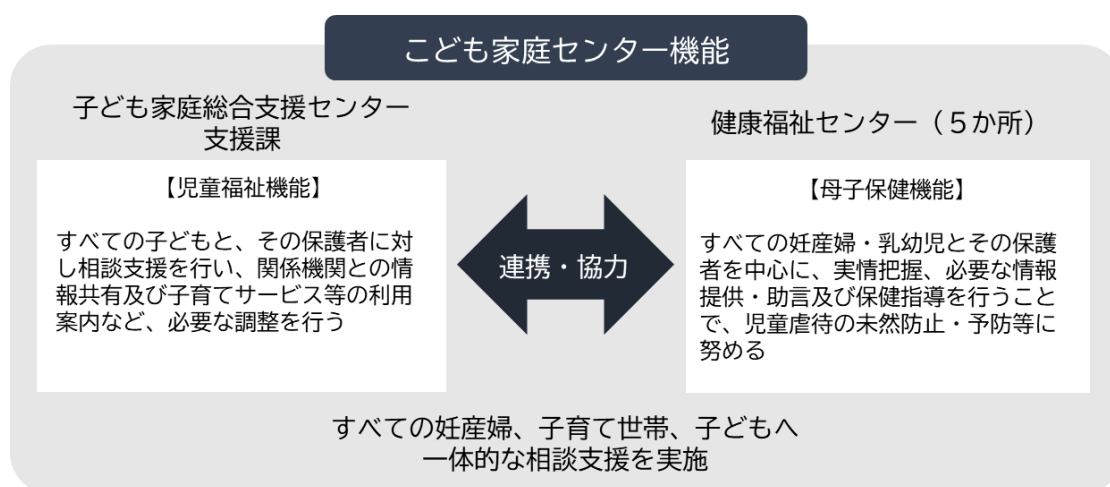 こども家庭センター機能
子ども家庭総合支援センター
支援課
【児童福祉機能】
すべての子どもと、その保護者に対
し相談支援を行い、関係機関との情
報共有及び子育てサービス等の利用
案内など、必要な調整を行う
連携・協力
健康福祉センター（５か所）
【母子保健機能】
すべての妊産婦・乳幼児とその保護
者を中心に、実情把握、必要な情報
提供・助言及び保健指導を行うこと
で、児童虐待の未然防止・予防等に
努める
すべての妊産婦、子育て世帯、子どもへ
一体的な相談支援を実施